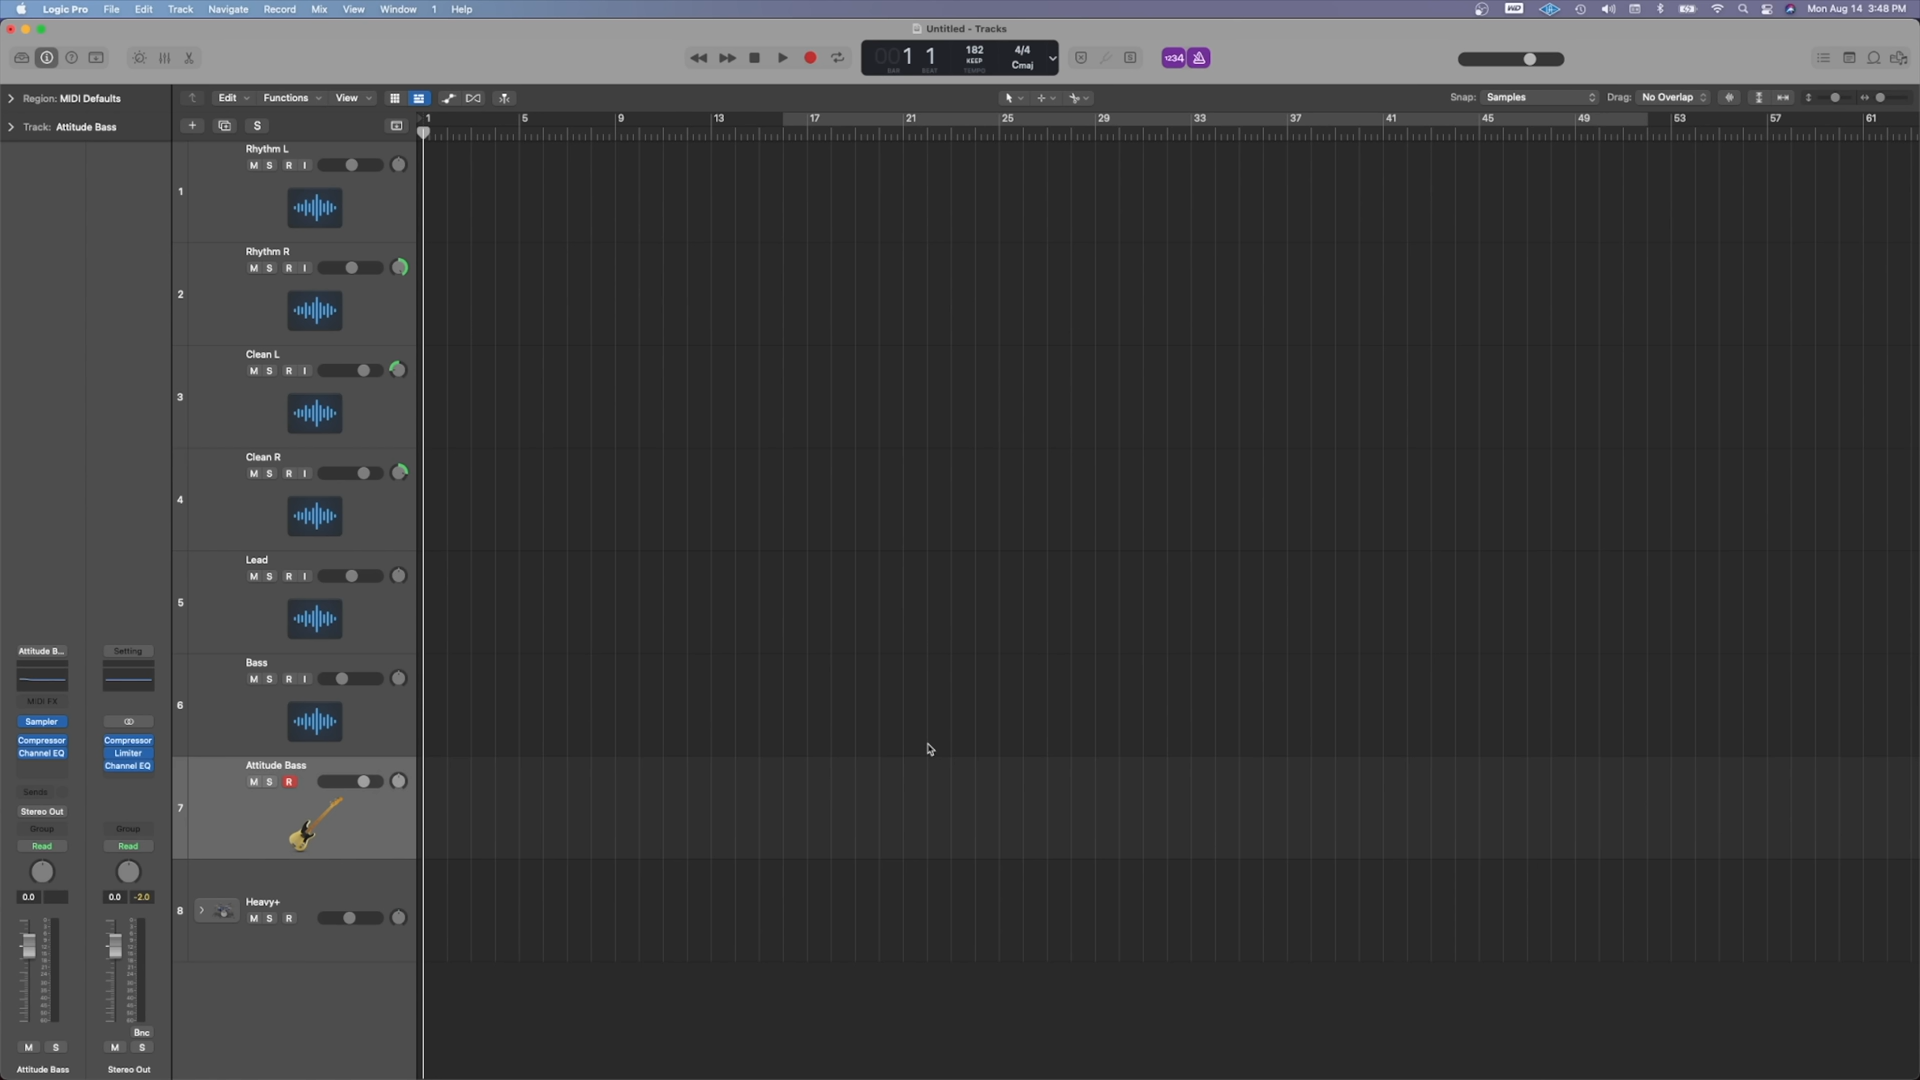 Logic Pro File Edit Track Navigate Record Mix View Window 1 Help
WD Mon Aug 14 3:48 PM
Untitled - Tracks
001 1 182 4/4
KEEP Cmaj
BAR BEAT TEMPO
1234
Region: MIDI Defaults
Edit Functions View
Snap: Samples Drag: No Overlap
Track: Attitude Bass
S
1 5 9 13 17 21 25 29 33 37 41 45 49 53 57 61
Rhythm L
M S R I
1
Rhythm R
M S R I
2
Clean L
M S R I
3
Clean R
M S R I
4
Lead
M S R I
5
Bass
M S R I
6
Attitude Bass
M S R
7
Heavy+
M S R
8
Attitude B... Setting
MIDI FX
Sampler
Compressor Compressor
Channel EQ Limiter
Channel EQ
Sends
Stereo Out
Group Group
Read Read
0.0 0.0 -2.0
Bnc
M S M S
Attitude Bass Stereo Out